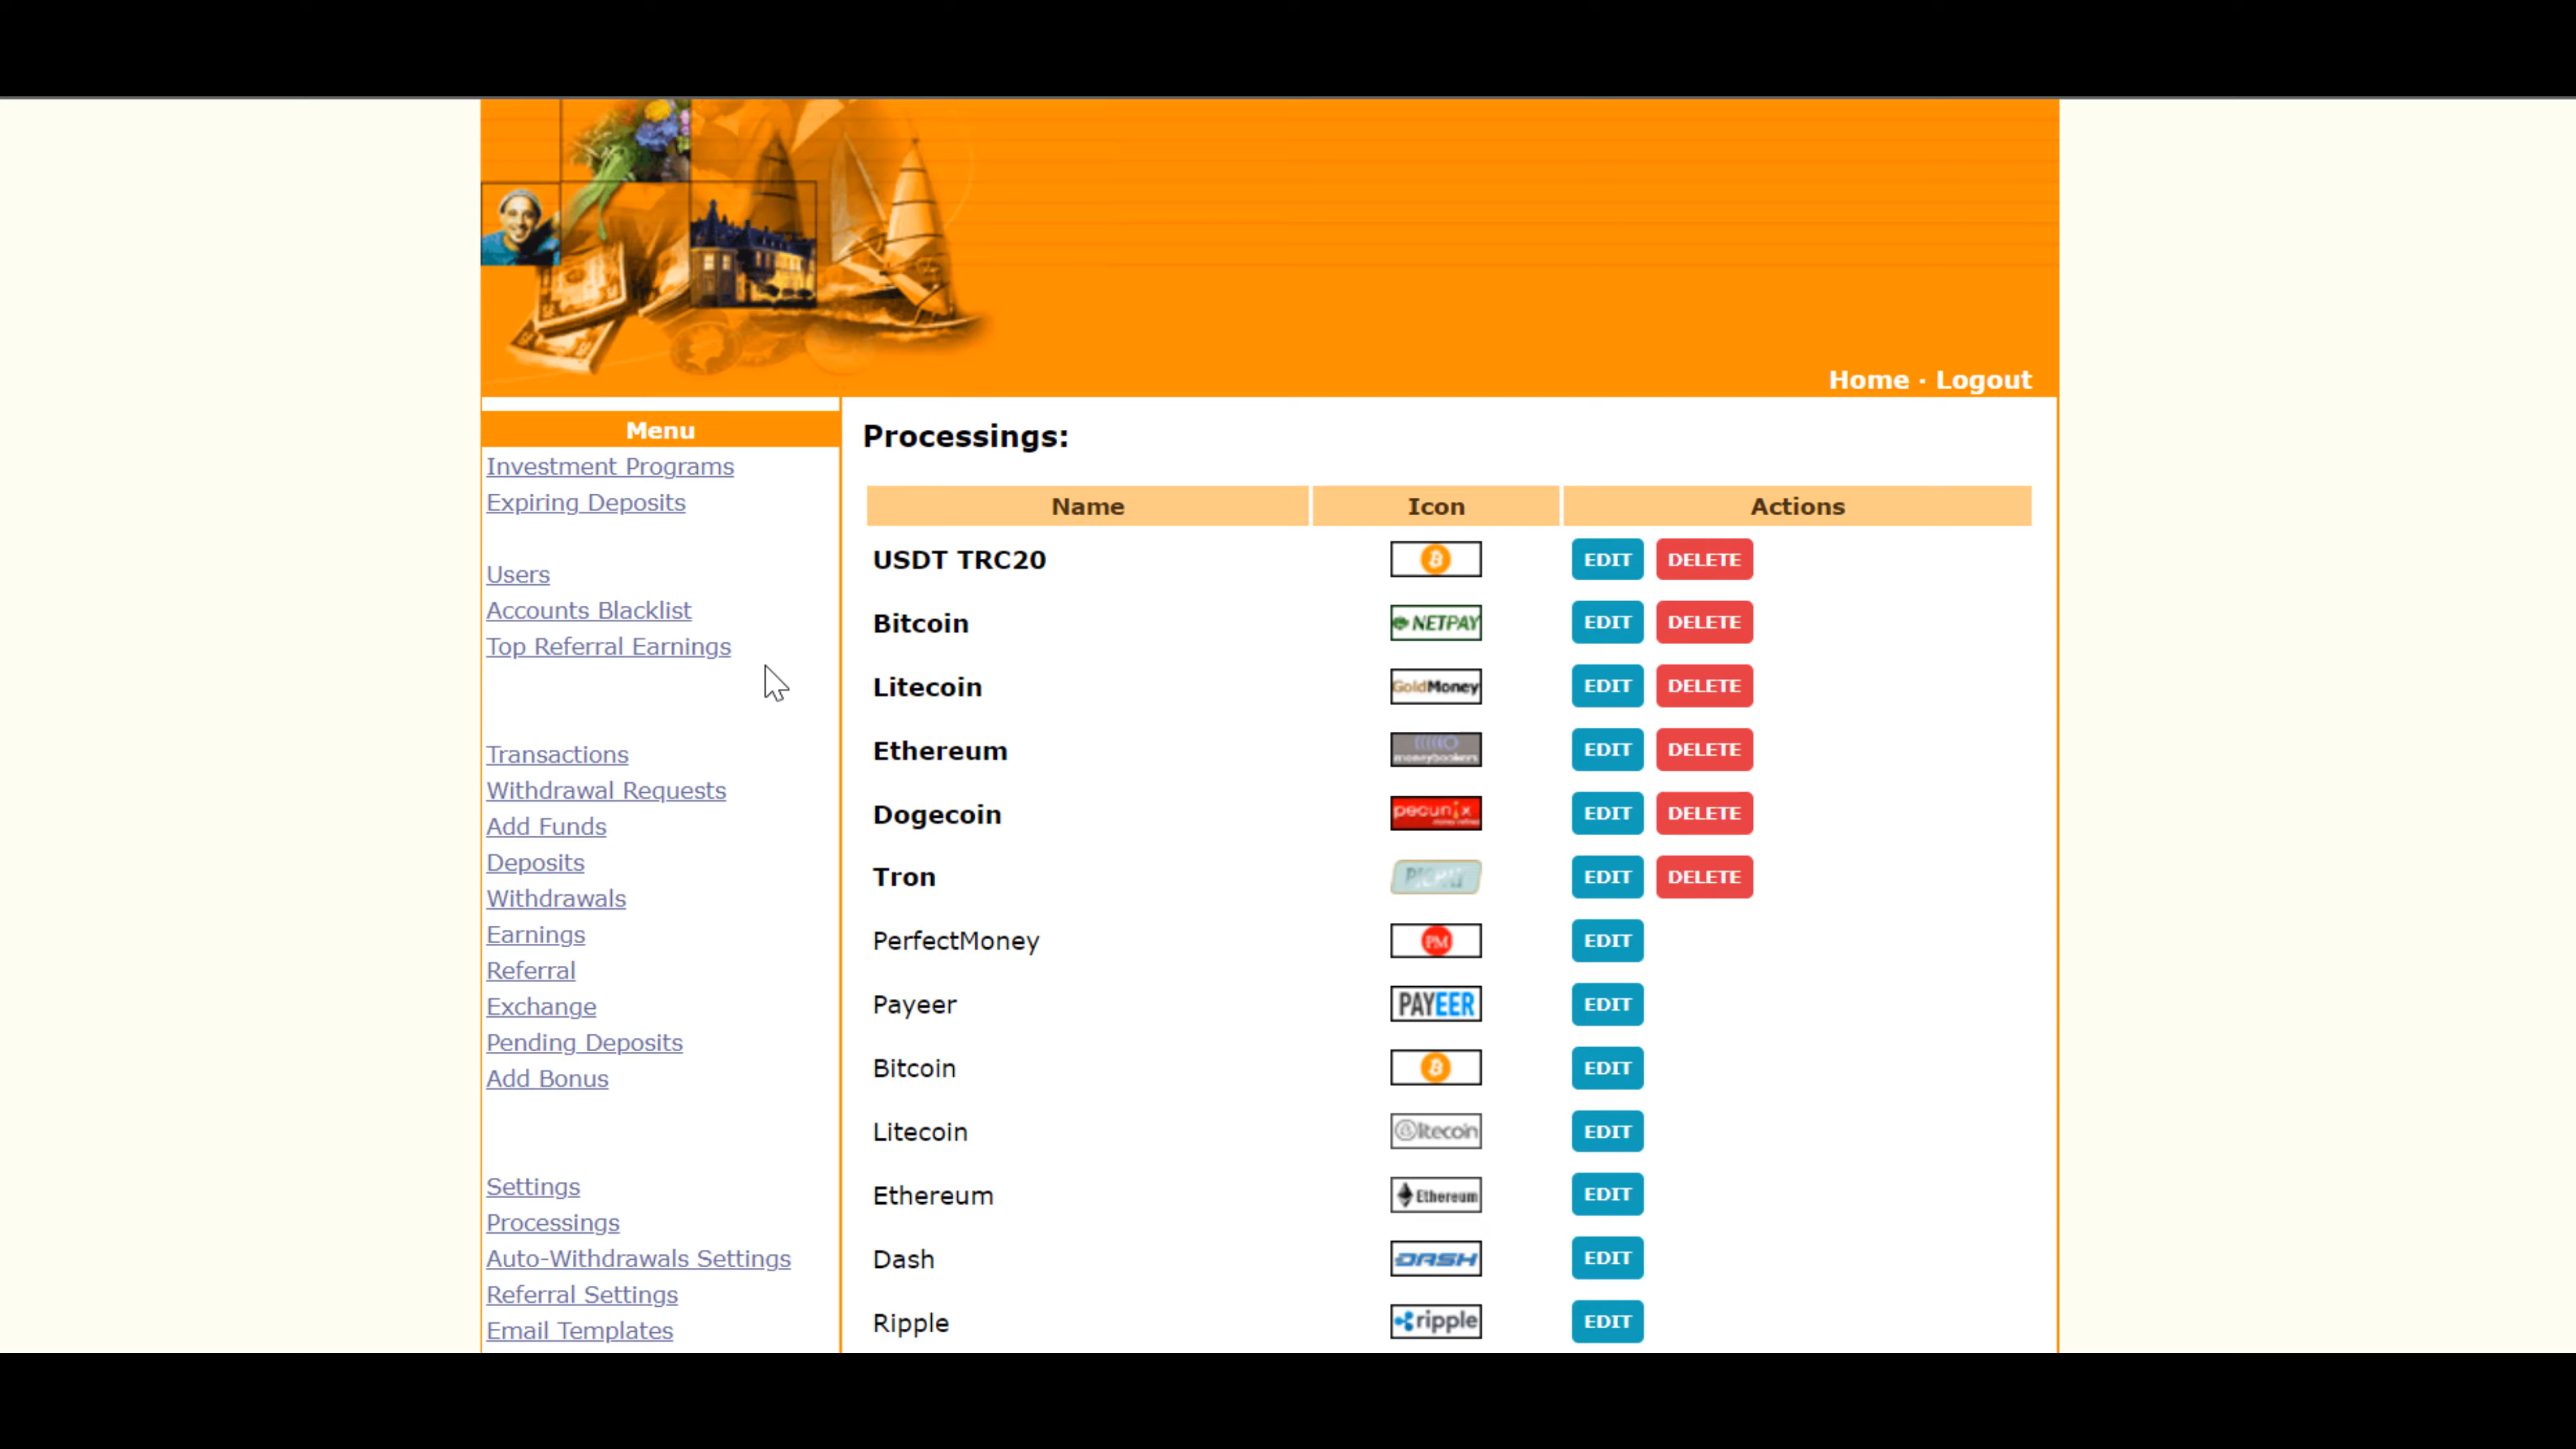 Home · Logout
Menu
Investment Programs
Expiring Deposits
Users
Accounts Blacklist
Top Referral Earnings
Transactions
Withdrawal Requests
Add Funds
Deposits
Withdrawals
Earnings
Referral
Exchange
Pending Deposits
Add Bonus
Settings
Processings
Auto-Withdrawals Settings
Referral Settings
Email Templates
Processings:
Name Icon Actions
USDT TRC20 EDIT DELETE
Bitcoin NETPAY EDIT DELETE
Litecoin GoldMoney EDIT DELETE
Ethereum moneybookers EDIT DELETE
Dogecoin pecunix EDIT DELETE
Tron EDIT DELETE
PerfectMoney PM EDIT
Payeer PAYEER EDIT
Bitcoin EDIT
Litecoin litecoin EDIT
Ethereum Ethereum EDIT
Dash DASH EDIT
Ripple ripple EDIT